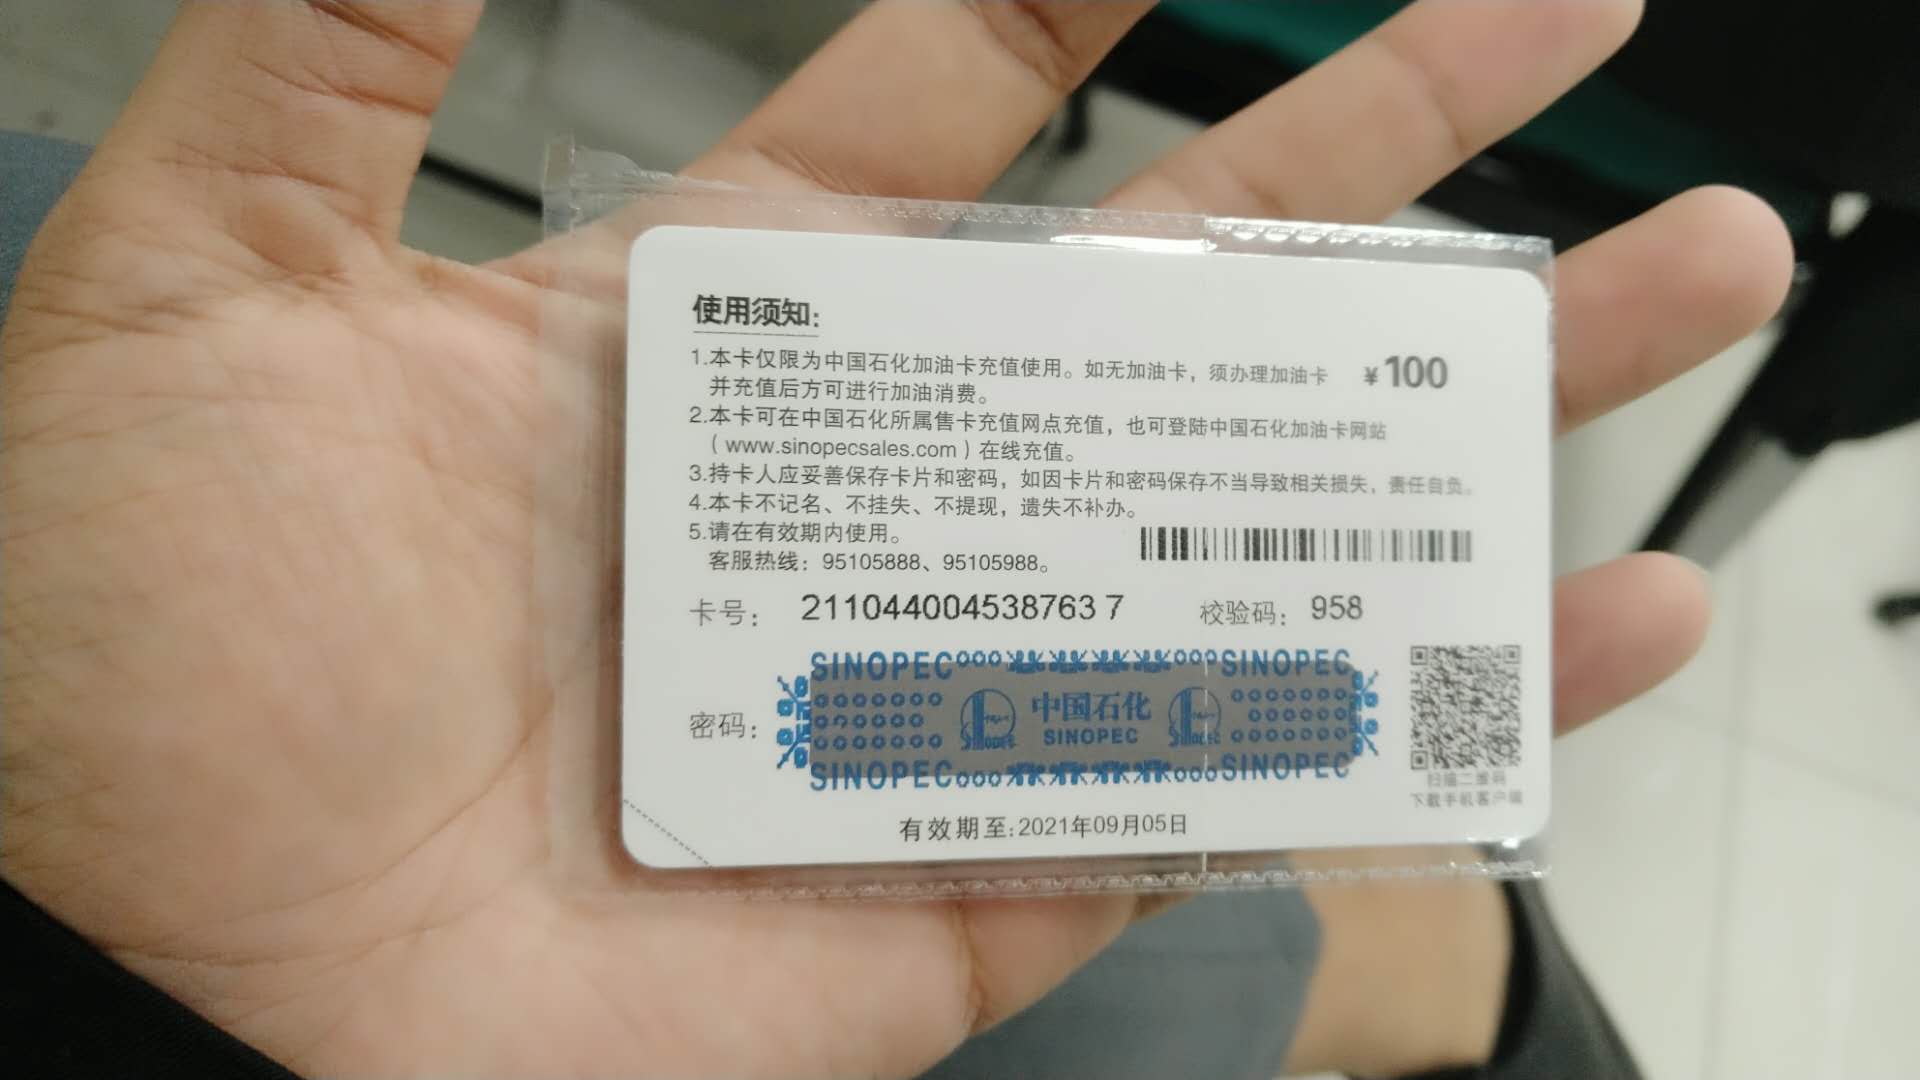 使用须知:
1.本卡仅限为中国石化加油卡充值使用。如无加油卡，须办理加油卡 ¥100
并充值后方可进行加油消费。
2.本卡可在中国石化所属售卡充值网点充值，也可登陆中国石化加油卡网站
（www.sinopecsales.com）在线充值。
3.持卡人应妥善保存卡片和密码，如因卡片和密码保存不当导致相关损失，责任自负。
4.本卡不记名、不挂失、不提现，遗失不补办。
5.请在有效期内使用。
客服热线：95105888、95105988。
卡号： 211044004538763 7 校验码： 958
SINOPEC SINOPEC
密码： 中国石化
SINOPEC
SINOPEC SINOPEC
扫描二维码
下载手机客户端
有效期至:2021年09月05日